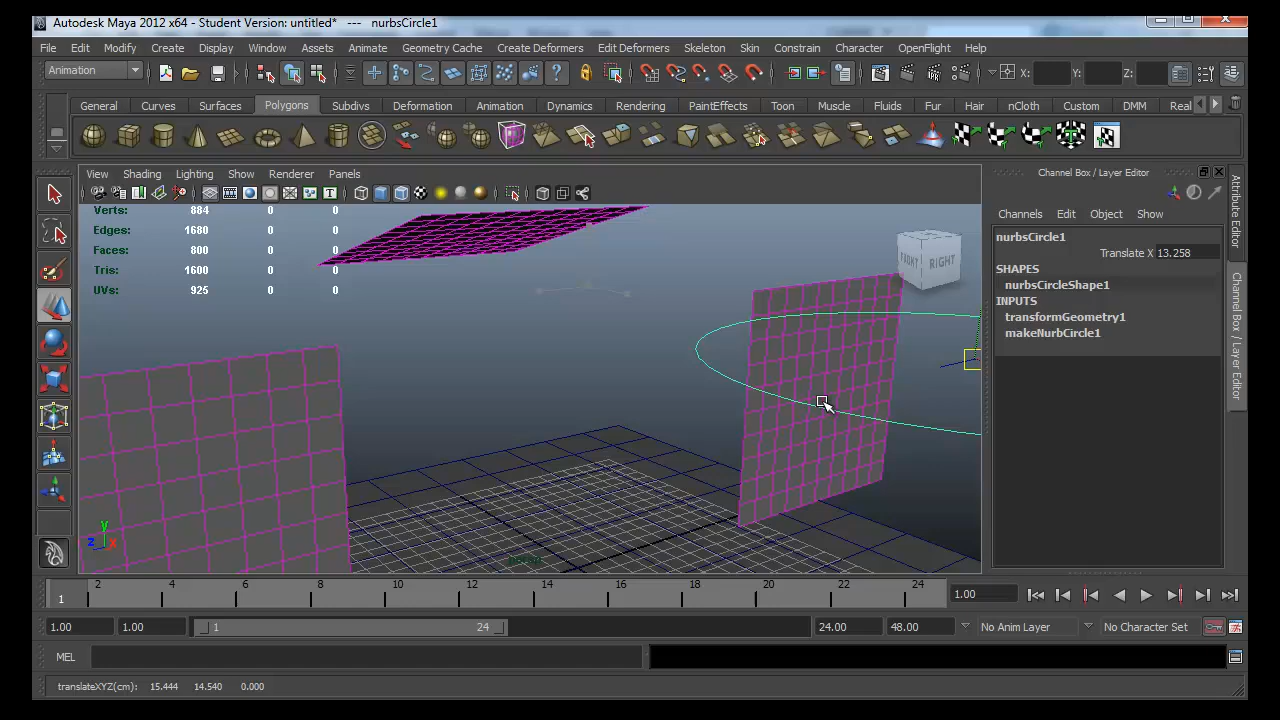 Autodesk Maya 2012 x64 - Student Version: untitled* --- nurbsCircle1
File Edit Modify Create Display Window Assets Animate Geometry Cache Create Deformers Edit Deformers Skeleton Skin Constrain Character OpenFlight Help
Animation X: Y: Z:
General Curves Surfaces Polygons Subdivs Deformation Animation Dynamics Rendering PaintEffects Toon Muscle Fluids Fur Hair nCloth Custom DMM Real
View Shading Lighting Show Renderer Panels
Channel Box / Layer Editor
Verts: 884 0 0
Edges: 1680 0 0
Faces: 800 0 0
Tris: 1600 0 0
UVs: 925 0 0
FRONT RIGHT
Channels Edit Object Show
nurbsCircle1
Translate X 13.258
SHAPES
nurbsCircleShape1
INPUTS
transformGeometry1
makeNurbCircle1
Attribute Editor
Channel Box / Layer Editor
y
z x
2 4 6 8 10 12 14 16 18 20 22 24
1
1.00
1.00 1.00 1 24 24.00 48.00 No Anim Layer No Character Set
MEL
translateXYZ(cm): 15.444 14.540 0.000